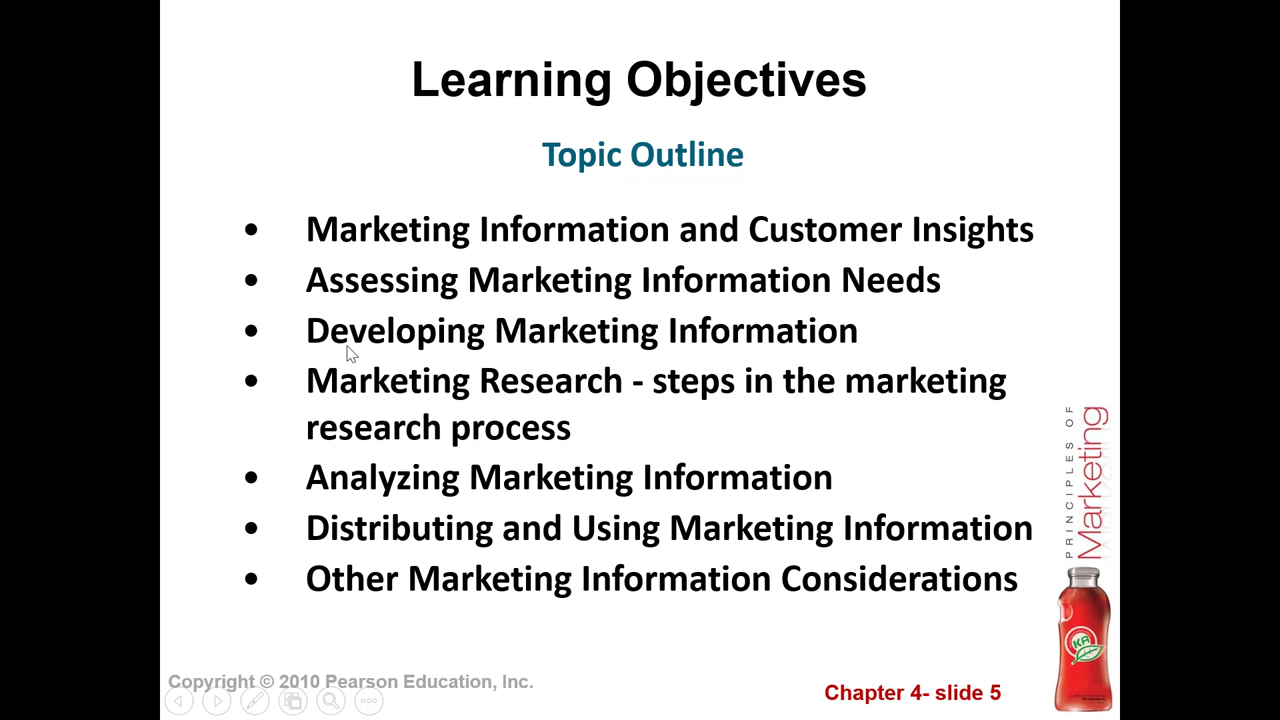 Learning Objectives
Topic Outline
• Marketing Information and Customer Insights
• Assessing Marketing Information Needs
• Developing Marketing Information
• Marketing Research - steps in the marketing
research process
• Analyzing Marketing Information
• Distributing and Using Marketing Information
• Other Marketing Information Considerations
PRINCIPLES OF
Marketing
KA
Copyright © 2010 Pearson Education, Inc.
Chapter 4- slide 5